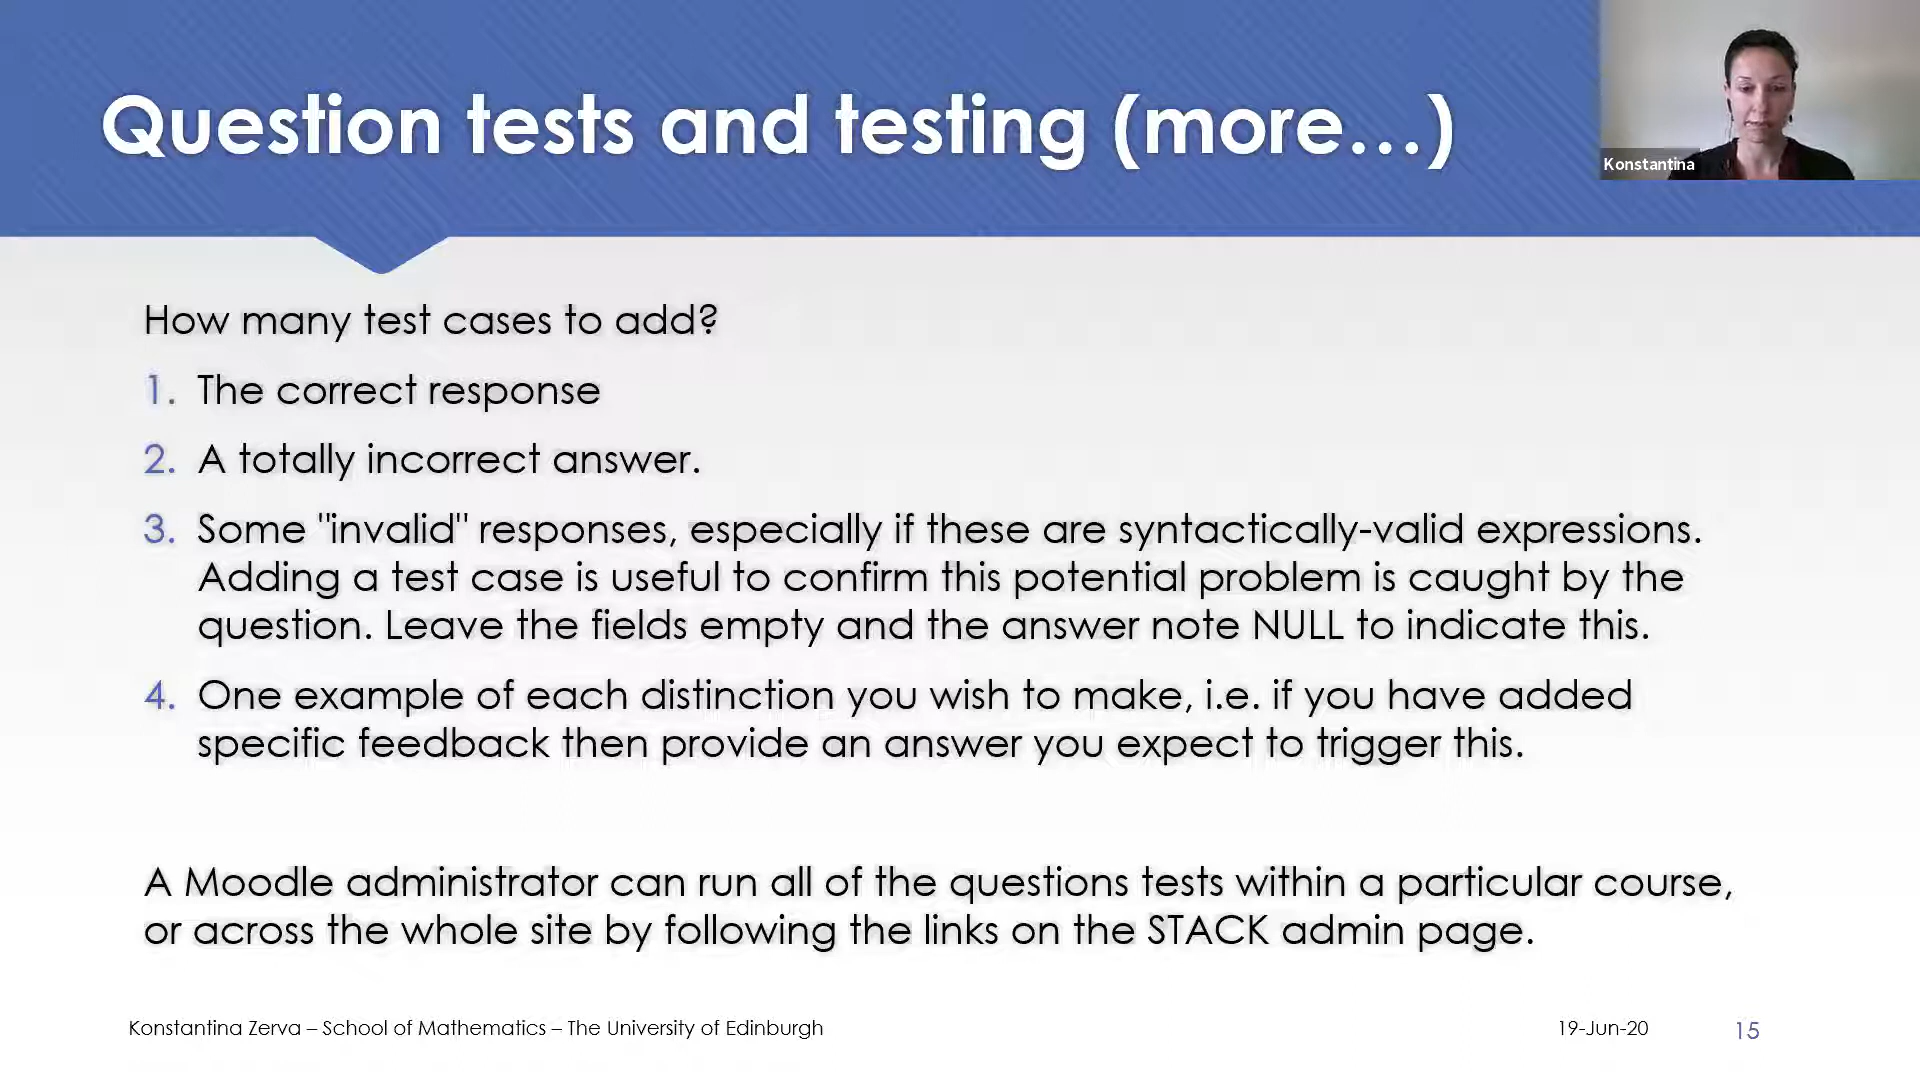 Question tests and testing (more…)
Konstantina
How many test cases to add?
1. The correct response
2. A totally incorrect answer.
3. Some "invalid" responses, especially if these are syntactically-valid expressions.
Adding a test case is useful to confirm this potential problem is caught by the
question. Leave the fields empty and the answer note NULL to indicate this.
4. One example of each distinction you wish to make, i.e. if you have added
specific feedback then provide an answer you expect to trigger this.
A Moodle administrator can run all of the questions tests within a particular course,
or across the whole site by following the links on the STACK admin page.
Konstantina Zerva – School of Mathematics – The University of Edinburgh
19-Jun-20
15